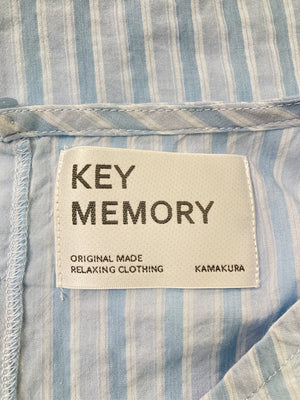 KEY
MEMORY
ORIGINAL MADE
RELAXING CLOTHING KAMAKURA